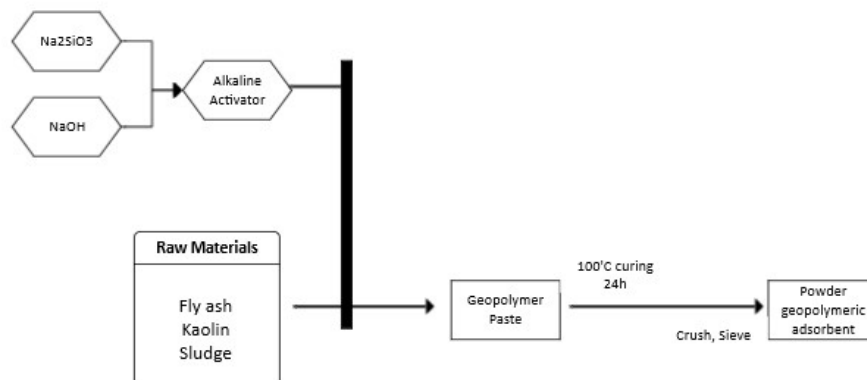 Na2SiO3
NaOH
Alkaline
Activator
Raw Materials
Fly ash
Kaolin
Sludge
Geopolymer
Paste
100'C curing
24h
Crush, Sieve
Powder
geopolymeric
adsorbent